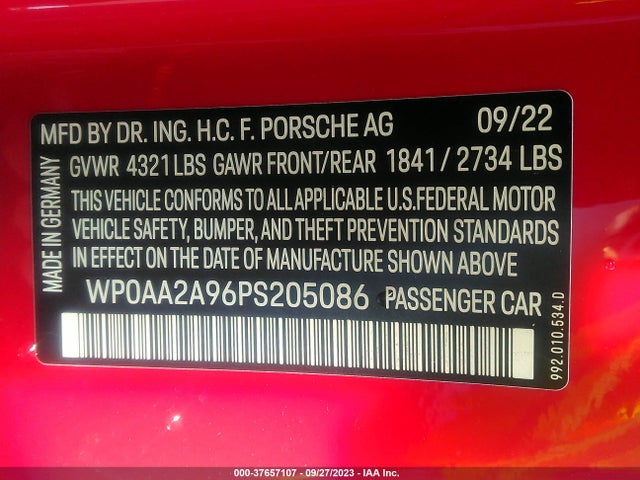 MFD BY DR. ING. H.C. F. PORSCHE AG 09/22
GVWR 4321 LBS GAWR FRONT/REAR 1841 / 2734 LBS
THIS VEHICLE CONFORMS TO ALL APPLICABLE U.S.FEDERAL MOTOR
VEHICLE SAFETY, BUMPER, AND THEFT PREVENTION STANDARDS
IN EFFECT ON THE DATE OF MANUFACTURE SHOWN ABOVE
WP0AA2A96PS205086 PASSENGER CAR
MADE IN GERMANY
992.010.534.D
000-37657107 - 09/27/2023 - IAA Inc.